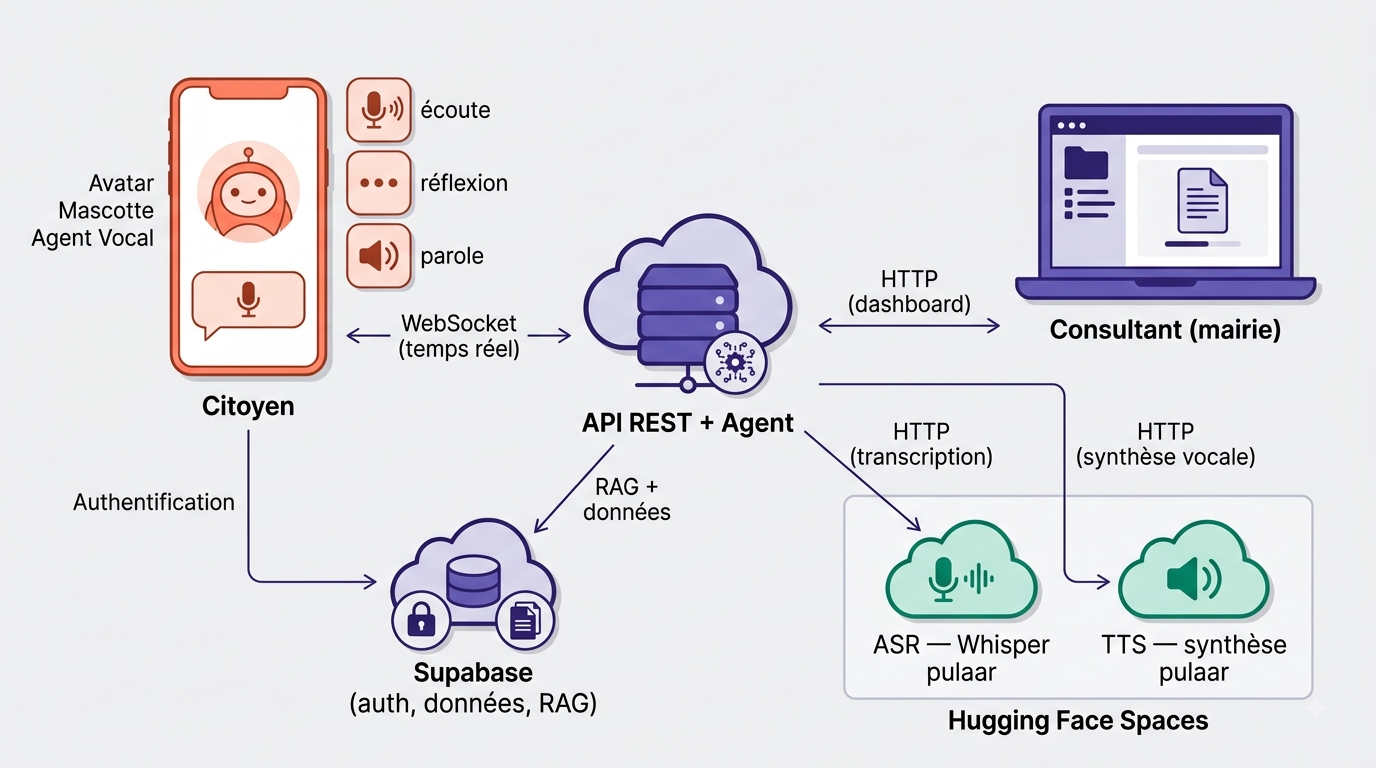 Avatar
Mascotte
Agent Vocal
écoute
réflexion
parole
WebSocket
(temps réel)
Citoyen
API REST + Agent
HTTP
(dashboard)
Consultant (mairie)
Authentification
RAG +
données
HTTP
(transcription)
HTTP
(synthèse vocale)
Supabase
(auth, données, RAG)
ASR — Whisper
pulaar
TTS — synthèse
pulaar
Hugging Face Spaces